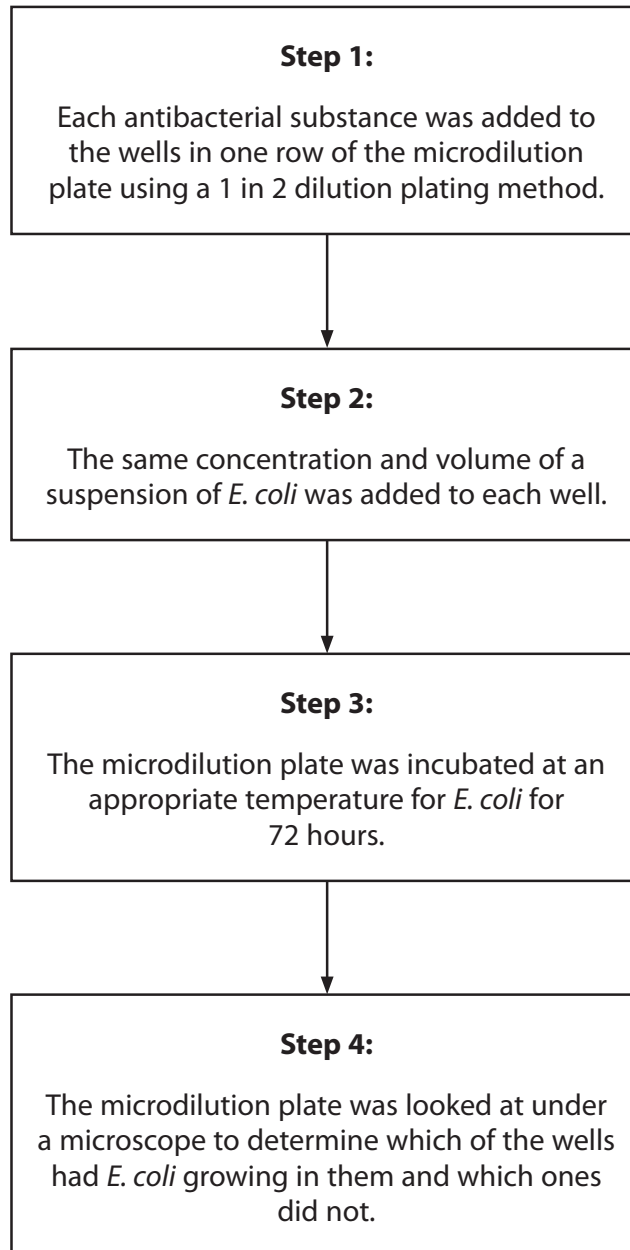 Step 1:
Each antibacterial substance was added to
the wells in one row of the microdilution
plate using a 1 in 2 dilution plating method.
Step 2:
The same concentration and volume of a
suspension of E. coli was added to each well.
Step 3:
The microdilution plate was incubated at an
appropriate temperature for E. coli for
72 hours.
Step 4:
The microdilution plate was looked at under
a microscope to determine which of the wells
had E. coli growing in them and which ones
did not.